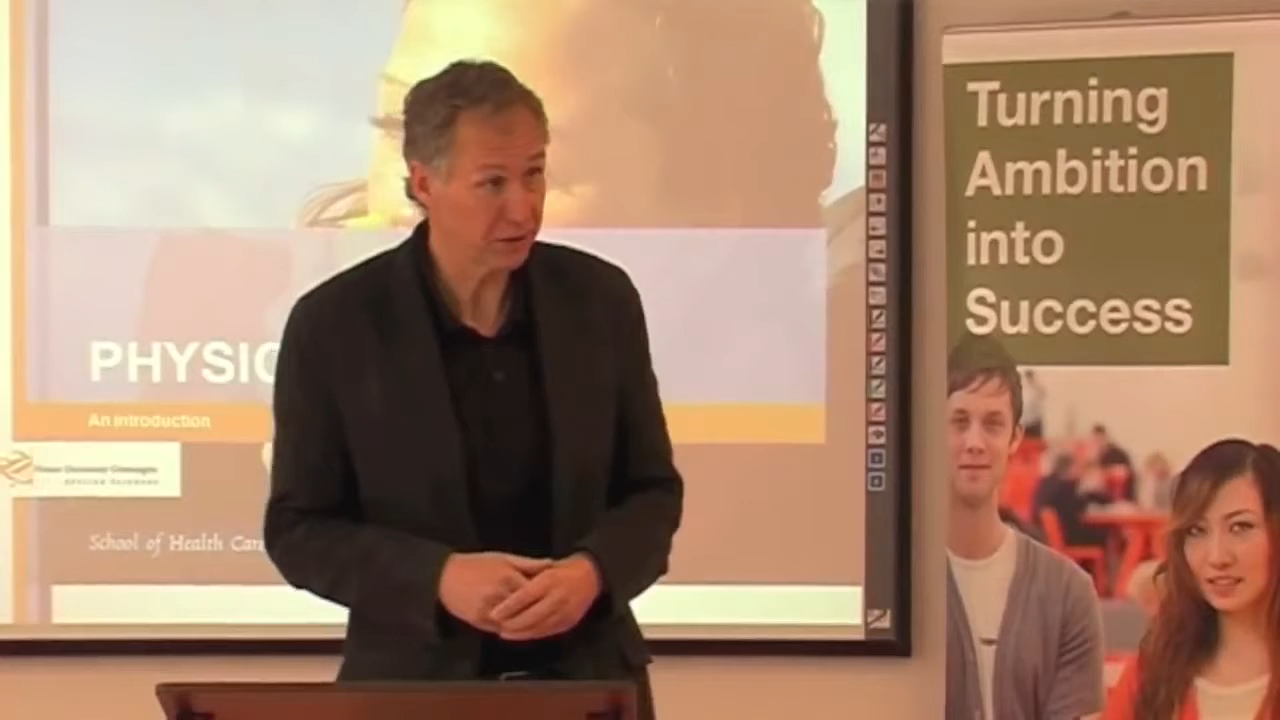 PHYSIC
An introduction
School of Health Car
Turning
Ambition
into
Success